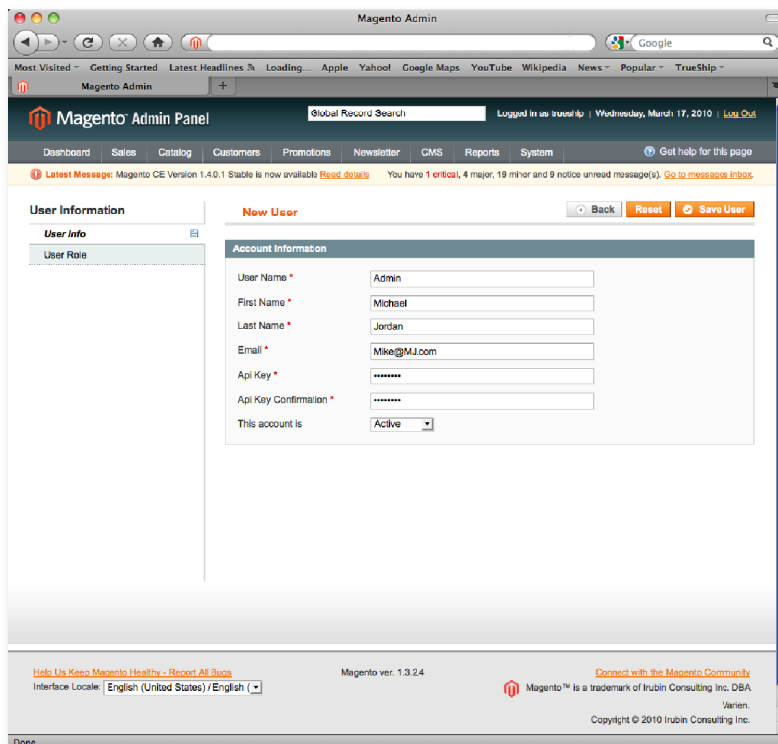 Magento Admin
Google
Most Visited Getting Started Latest Headlines Loading... Apple Yahoo! Google Maps YouTube Wikipedia News Popular TrueShip
Magento Admin +
Magento Admin Panel
Global Record Search
Logged in as trueship | Wednesday, March 17, 2010 | Log Out
Dashboard Sales Catalog Customers Promotions Newsletter CMS Reports System
Get help for this page
Latest Message: Magento CE Version 1.4.0.1 Stable is now available Read details You have 1 critical, 4 major, 19 minor and 9 notice unread message(s). Go to messages inbox.
User Information
User Info
User Role
New User
Back Reset Save User
Account Information
User Name * Admin
First Name * Michael
Last Name * Jordan
Email * Mike@MJ.com
Api Key * ••••••••
Api Key Confirmation * ••••••••
This account is Active
Help Us Keep Magento Healthy - Report All Bugs
Interface Locale: English (United States) / English (
Magento ver. 1.3.2.4
Connect with the Magento Community
Magento™ is a trademark of Irubin Consulting Inc. DBA
Varien.
Copyright © 2010 Irubin Consulting Inc.
Done